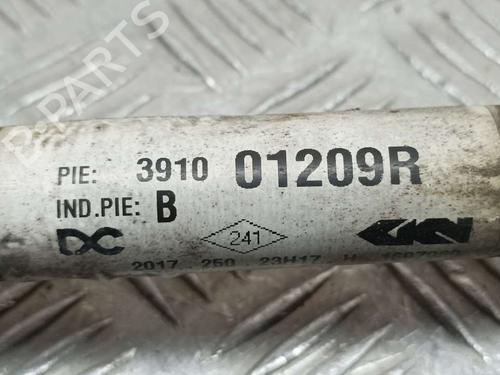 PIE: 3910 01209R
IND.PIE: B
DC 241 GKN
2017 250 23H17 H
B-PARTS